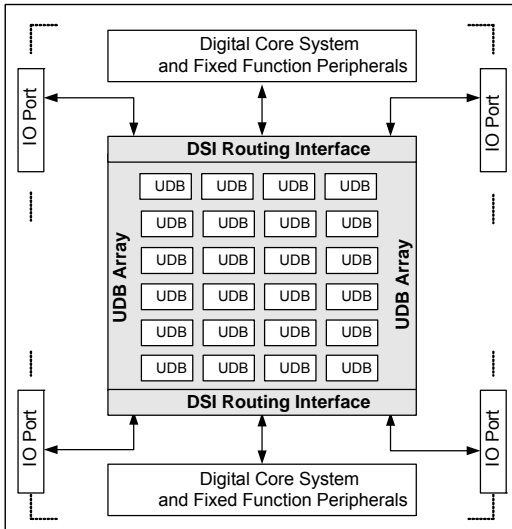 Digital Core System
and Fixed Function Peripherals
IO Port
IO Port
DSI Routing Interface
UDB UDB UDB UDB
UDB UDB UDB UDB
UDB UDB UDB UDB
UDB UDB UDB UDB
UDB UDB UDB UDB
UDB UDB UDB UDB
UDB Array
UDB Array
DSI Routing Interface
IO Port
IO Port
Digital Core System
and Fixed Function Peripherals